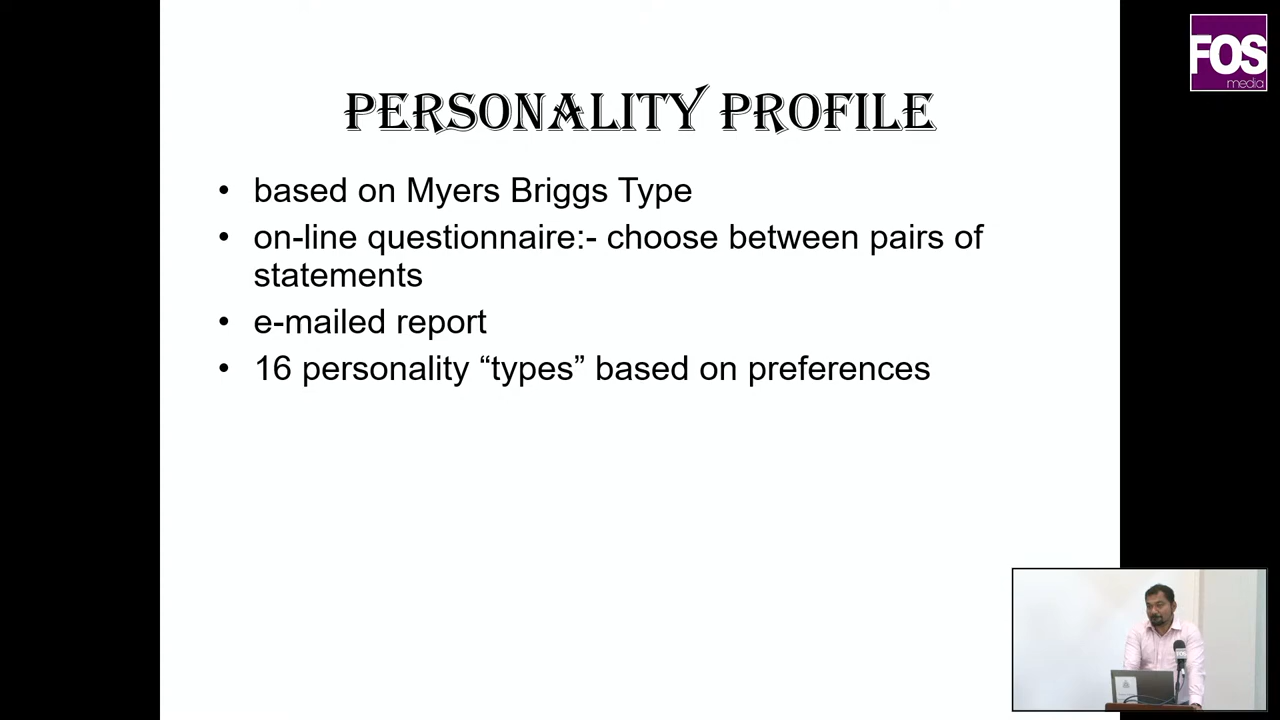 FOS
media
PERSONALITY PROFILE
• based on Myers Briggs Type
• on-line questionnaire:- choose between pairs of
statements
• e-mailed report
• 16 personality “types” based on preferences
FOS